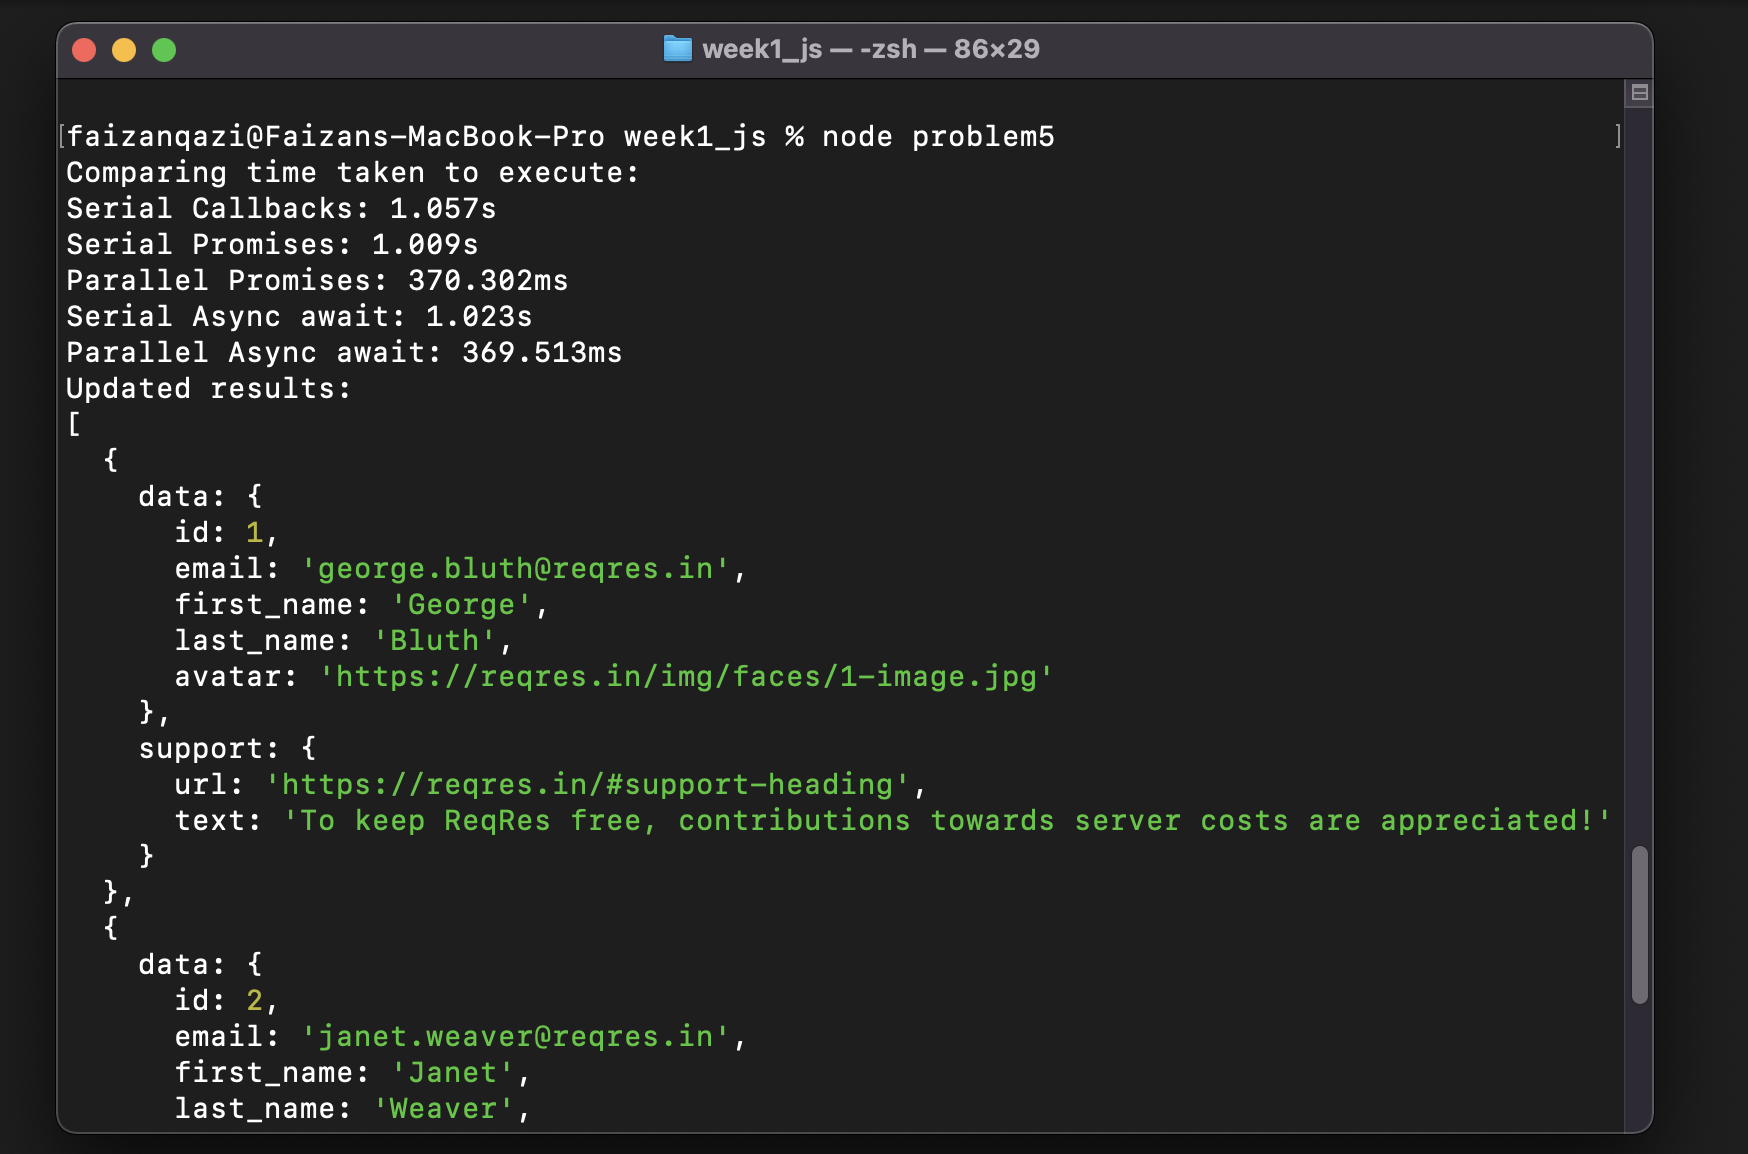 week1_js — -zsh — 86×29
[faizanqazi@Faizans-MacBook-Pro week1_js % node problem5 ]
Comparing time taken to execute:
Serial Callbacks: 1.057s
Serial Promises: 1.009s
Parallel Promises: 370.302ms
Serial Async await: 1.023s
Parallel Async await: 369.513ms
Updated results:
[
  {
    data: {
      id: 1,
      email: 'george.bluth@reqres.in',
      first_name: 'George',
      last_name: 'Bluth',
      avatar: 'https://reqres.in/img/faces/1-image.jpg'
    },
    support: {
      url: 'https://reqres.in/#support-heading',
      text: 'To keep ReqRes free, contributions towards server costs are appreciated!'
    }
  },
  {
    data: {
      id: 2,
      email: 'janet.weaver@reqres.in',
      first_name: 'Janet',
      last_name: 'Weaver',